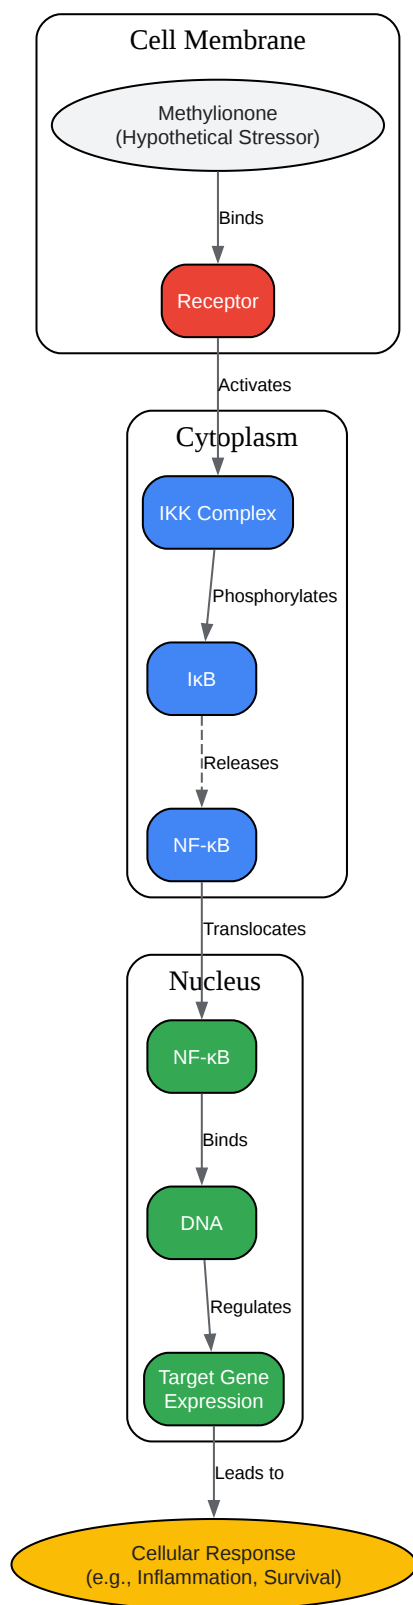 Cell Membrane
Methylionone
(Hypothetical Stressor)
Binds
Receptor
Activates
Cytoplasm
IKK Complex
Phosphorylates
IκB
Releases
NF-κB
Translocates
Nucleus
NF-κB
Binds
DNA
Regulates
Target Gene
Expression
Leads to
Cellular Response
(e.g., Inflammation, Survival)